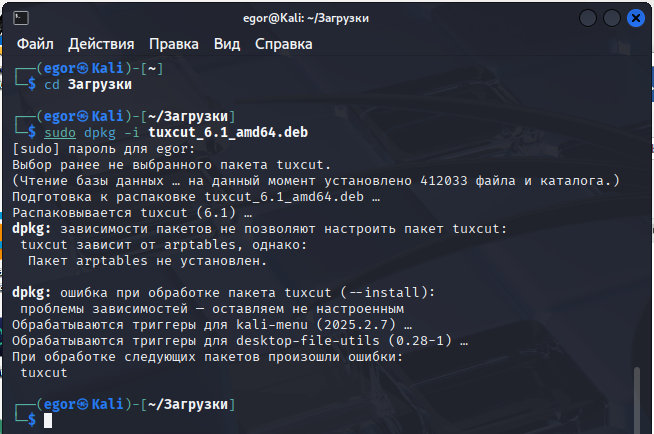 egor@Kali: ~/Загрузки
Файл Действия Правка Вид Справка
┌──(egor㉿Kali)-[~]
└─$ cd Загрузки
┌──(egor㉿Kali)-[~/Загрузки]
└─$ sudo dpkg -i tuxcut_6.1_amd64.deb
[sudo] пароль для egor:
Выбор ранее не выбранного пакета tuxcut.
(Чтение базы данных … на данный момент установлено 412033 файла и каталога.)
Подготовка к распаковке tuxcut_6.1_amd64.deb …
Распаковывается tuxcut (6.1) …
dpkg: зависимости пакетов не позволяют настроить пакет tuxcut:
 tuxcut зависит от arptables, однако:
  Пакет arptables не установлен.
dpkg: ошибка при обработке пакета tuxcut (--install):
 проблемы зависимостей — оставляем не настроенным
Обрабатываются триггеры для kali-menu (2025.2.7) …
Обрабатываются триггеры для desktop-file-utils (0.28-1) …
При обработке следующих пакетов произошли ошибки:
 tuxcut
┌──(egor㉿Kali)-[~/Загрузки]
└─$